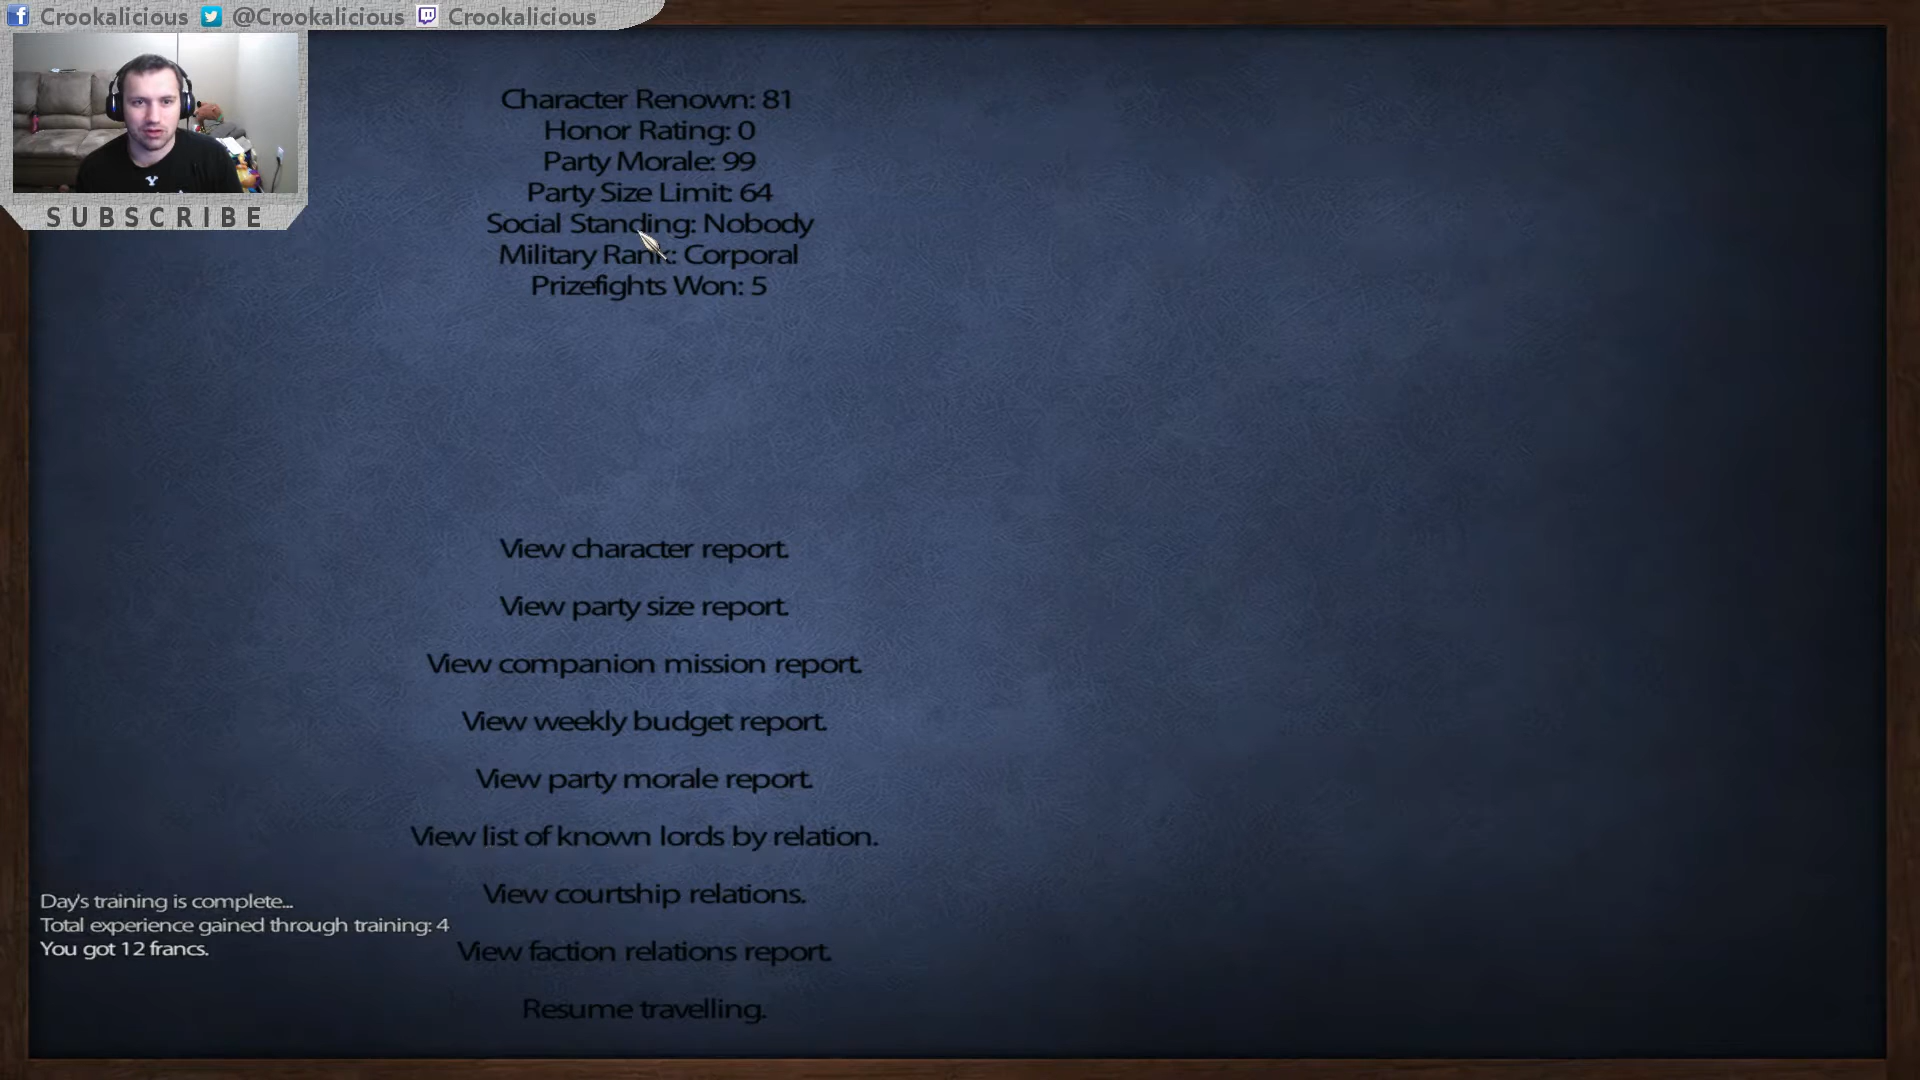 Crookalicious @Crookalicious Crookalicious
SUBSCRIBE
Character Renown: 81
Honor Rating: 0
Party Morale: 99
Party Size Limit: 64
Social Standing: Nobody
Military Rank: Corporal
Prizefights Won: 5
View character report.
View party size report.
View companion mission report.
View weekly budget report.
View party morale report.
View list of known lords by relation.
View courtship relations.
View faction relations report.
Resume travelling.
Day's training is complete...
Total experience gained through training: 4
You got 12 francs.